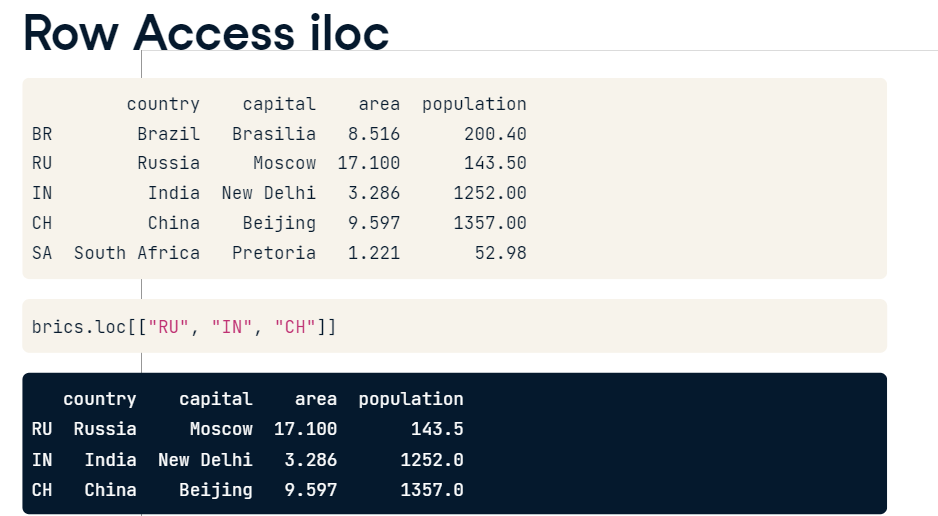 Row Access iloc
country capital area population
BR Brazil Brasilia 8.516 200.40
RU Russia Moscow 17.100 143.50
IN India New Delhi 3.286 1252.00
CH China Beijing 9.597 1357.00
SA South Africa Pretoria 1.221 52.98
brics.loc[["RU", "IN", "CH"]]
country capital area population
RU Russia Moscow 17.100 143.5
IN India New Delhi 3.286 1252.0
CH China Beijing 9.597 1357.0